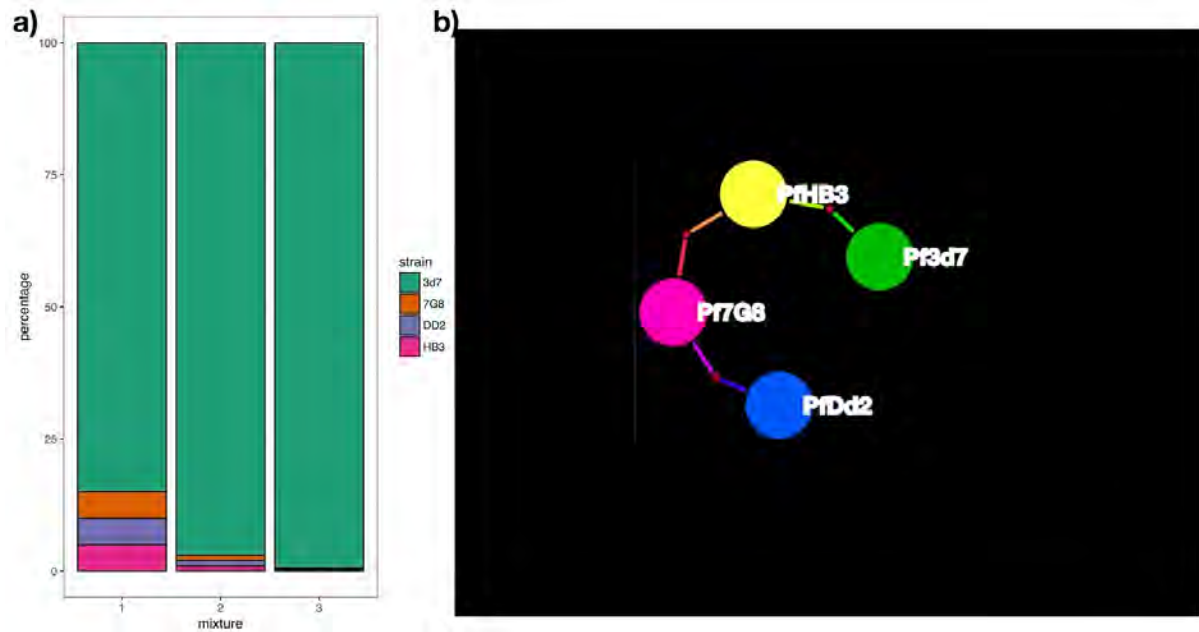 a)
100
75
50
25
0
percentage
1 2 3
mixture
strain
3d7
7G8
DD2
HB3
b)
PfHB3
Pf3d7
Pf7G8
PfDd2